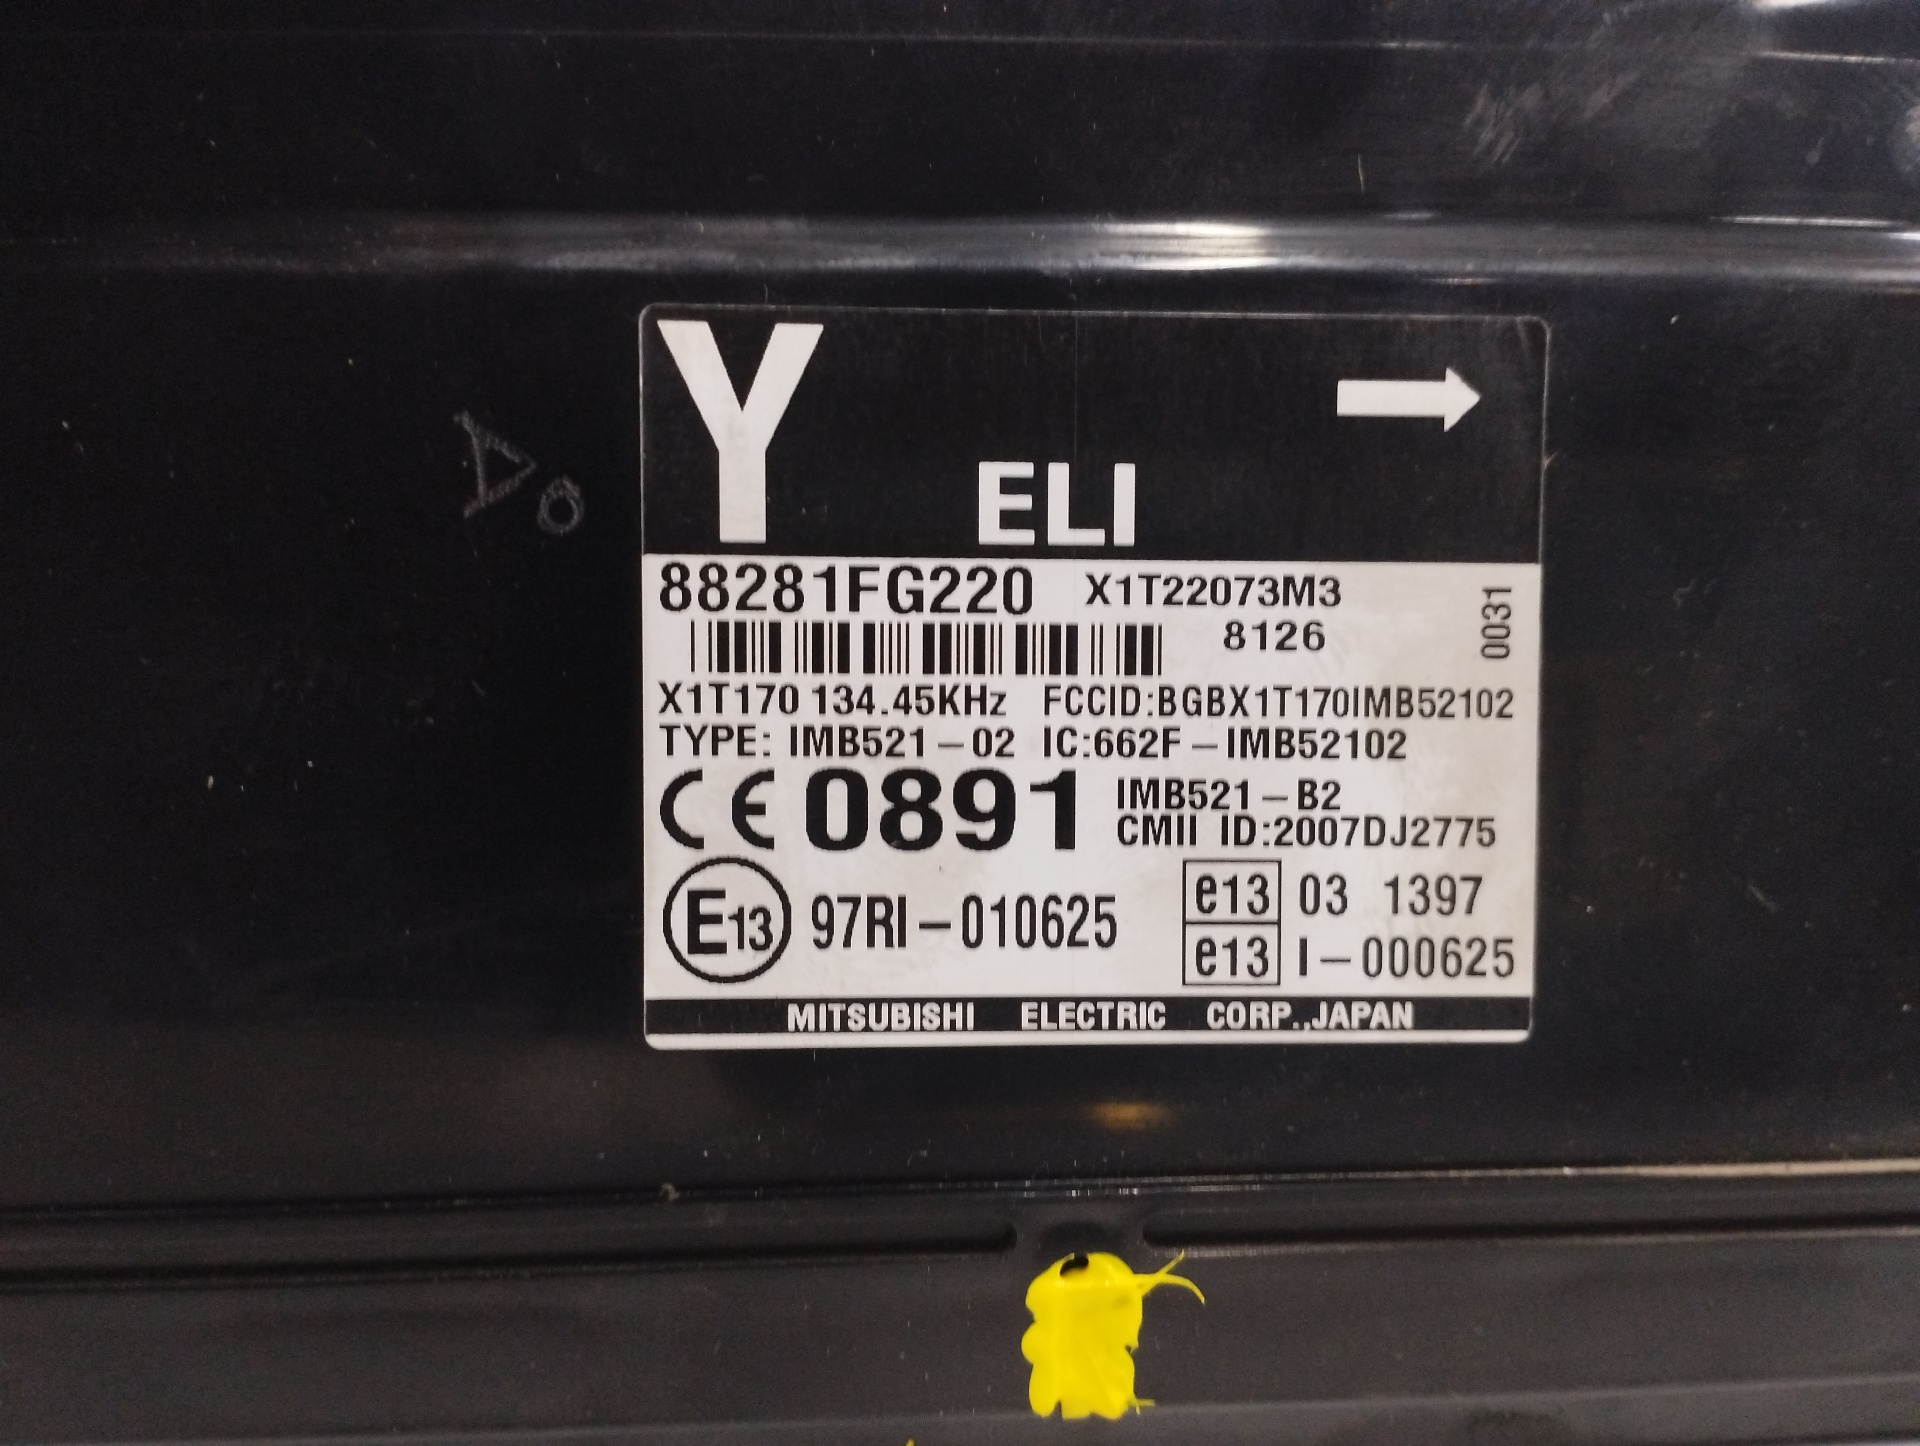 Y
ELI
Do
88281FG220 X1T22073M3
8126
0031
X1T170 134.45KHz FCCID:BGBX1T170IMB52102
TYPE: IMB521-02 IC:662F-IMB52102
CE 0891 IMB521-B2
CMII ID:2007DJ2775
E13 97RI-010625 e13 03 1397
e13 I-000625
MITSUBISHI ELECTRIC CORP.,JAPAN